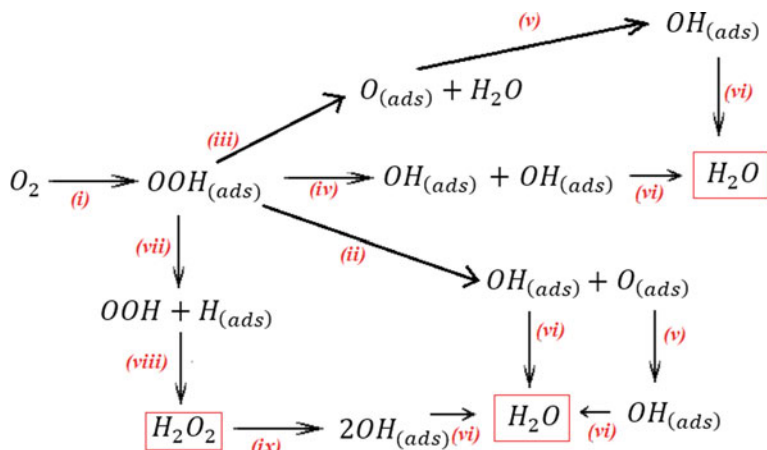 (v) OH(ads)
O(ads) + H2O (vi)
(iii)
O2 (i) OOH(ads) (iv) OH(ads) + OH(ads) (vi) H2O
(vii) (ii)
OH(ads) + O(ads)
OOH + H(ads) (vi) (v)
(viii)
H2O2 (ix) 2OH(ads) (vi) H2O (vi) OH(ads)